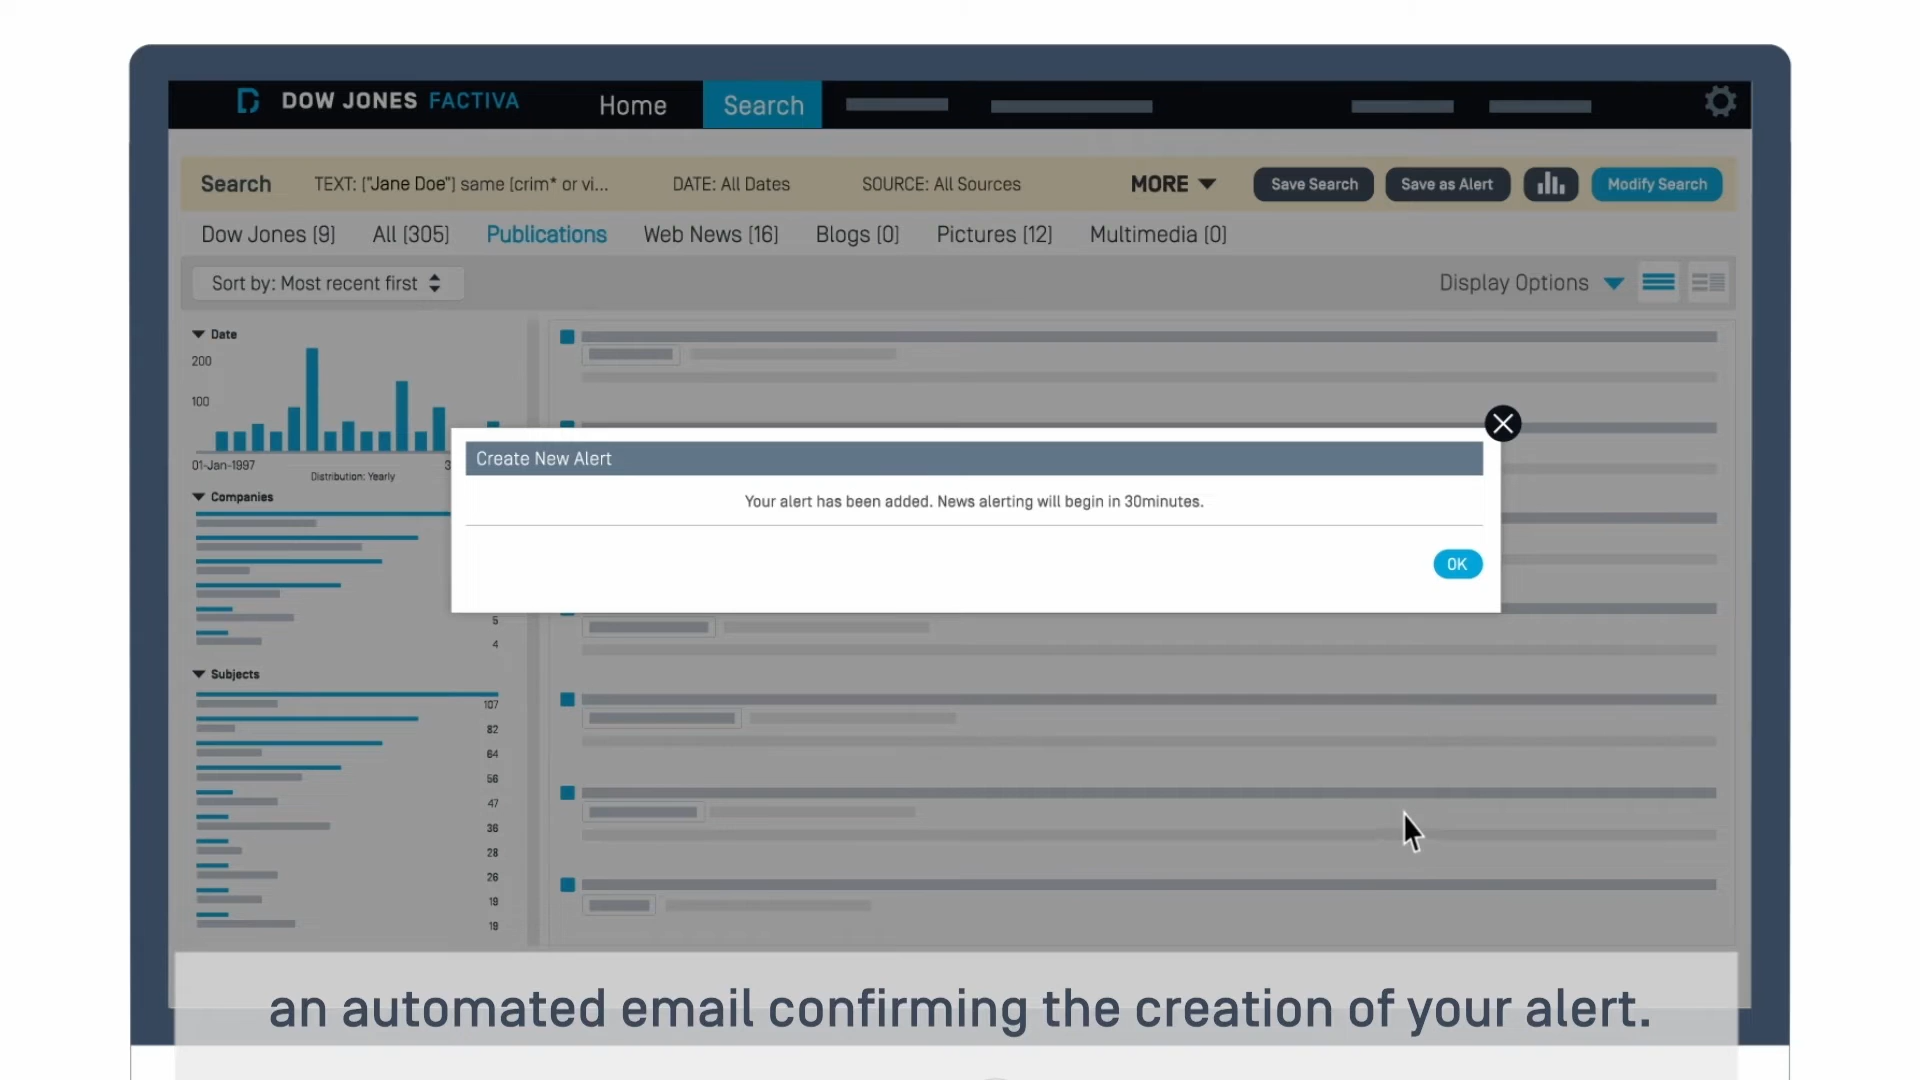 DOW JONES FACTIVA Home Search
Search TEXT: ["Jane Doe"] same [crim* or vi... DATE: All Dates SOURCE: All Sources MORE Save Search Save as Alert Modify Search
Dow Jones [9] All [305] Publications Web News [16] Blogs [0] Pictures [12] Multimedia [0]
Sort by: Most recent first Display Options
Date
200
100
01-Jan-1997 3
Distribution: Yearly
Companies
Create New Alert
Your alert has been added. News alerting will begin in 30minutes.
OK
5
4
Subjects
107
82
64
56
47
36
28
26
19
19
an automated email confirming the creation of your alert.